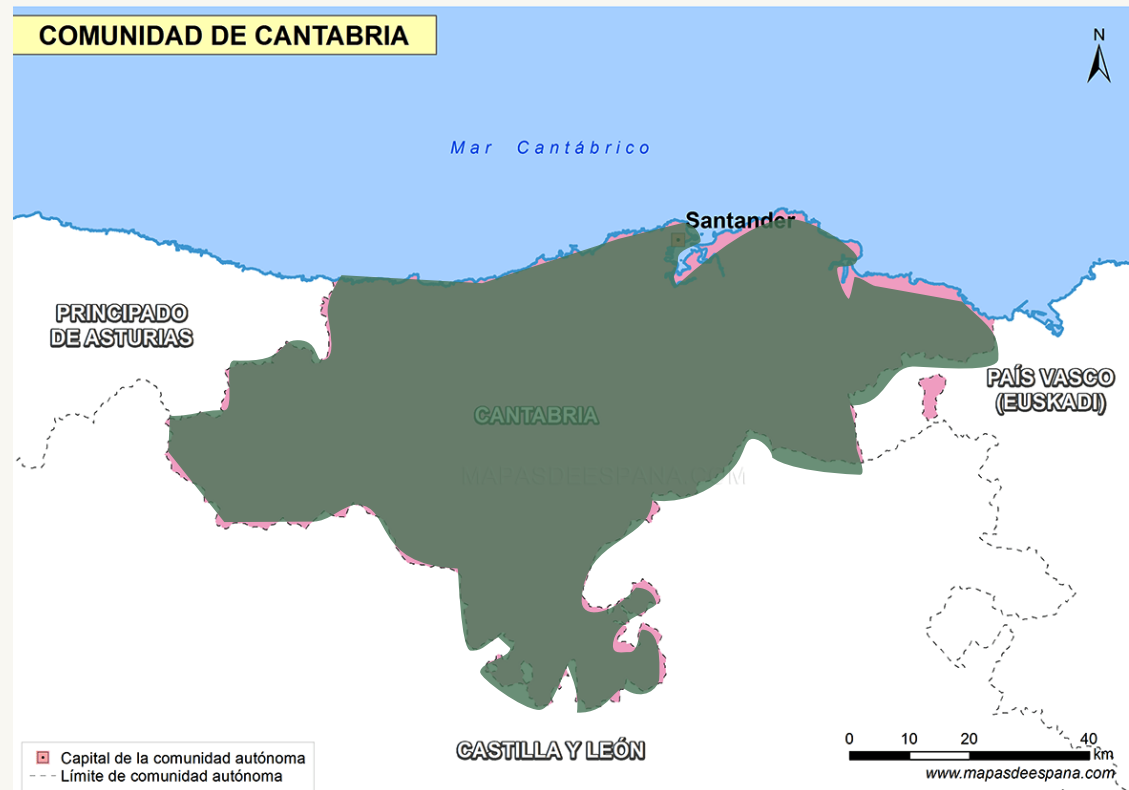 COMUNIDAD DE CANTABRIA
N
Mar Cantábrico
Santander
PRINCIPADO
DE ASTURIAS
PAÍS VASCO
(EUSKADI)
CANTABRIA
MAPASDEESPANA.COM
CASTILLA Y LEÓN
Capital de la comunidad autónoma
Límite de comunidad autónoma
0 10 20 40
km
www.mapasdeespana.com